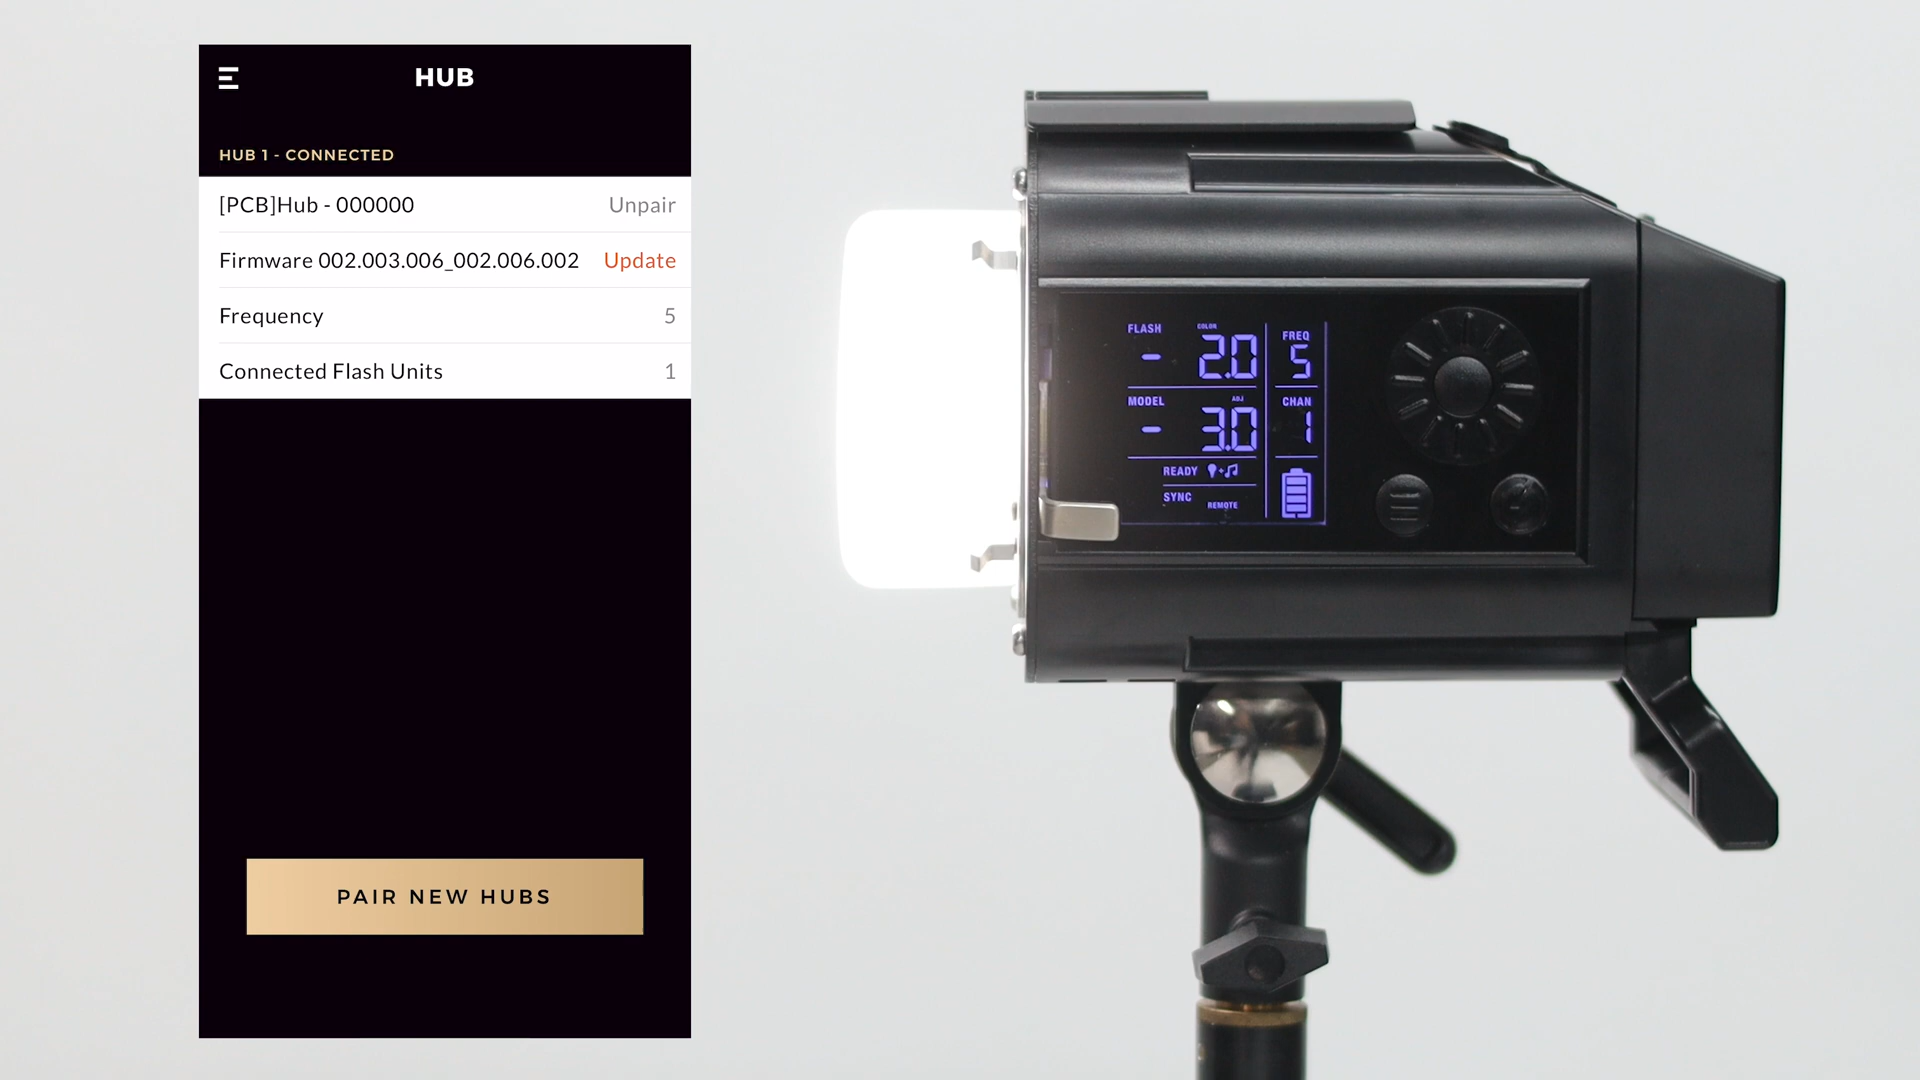 HUB
HUB 1 - CONNECTED
[PCB]Hub - 000000 Unpair
Firmware 002.003.006_002.006.002 Update
Frequency 5
Connected Flash Units 1
PAIR NEW HUBS
FLASH COLOR FREQ
- 2.0 5
MODEL ADJ CHAN
- 3.0 1
READY
SYNC REMOTE